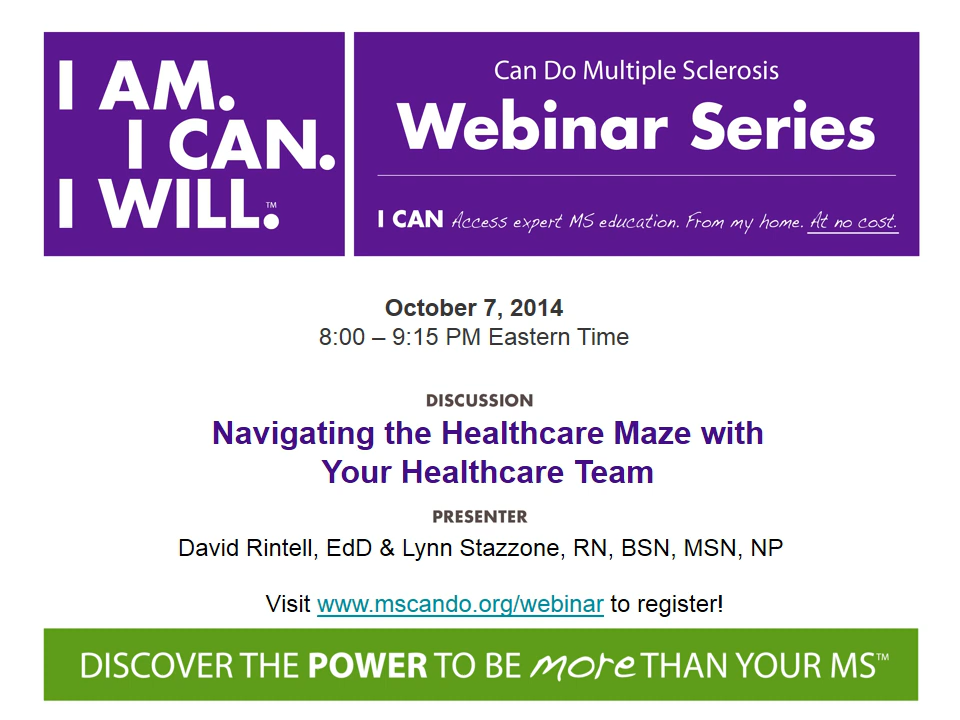 I AM.
I CAN.
I WILL.™
Can Do Multiple Sclerosis
Webinar Series
I CAN Access expert MS education. From my home. At no cost.
October 7, 2014
8:00 – 9:15 PM Eastern Time
DISCUSSION
Navigating the Healthcare Maze with
Your Healthcare Team
PRESENTER
David Rintell, EdD & Lynn Stazzone, RN, BSN, MSN, NP
Visit www.mscando.org/webinar to register!
DISCOVER THE POWER TO BE more THAN YOUR MS™